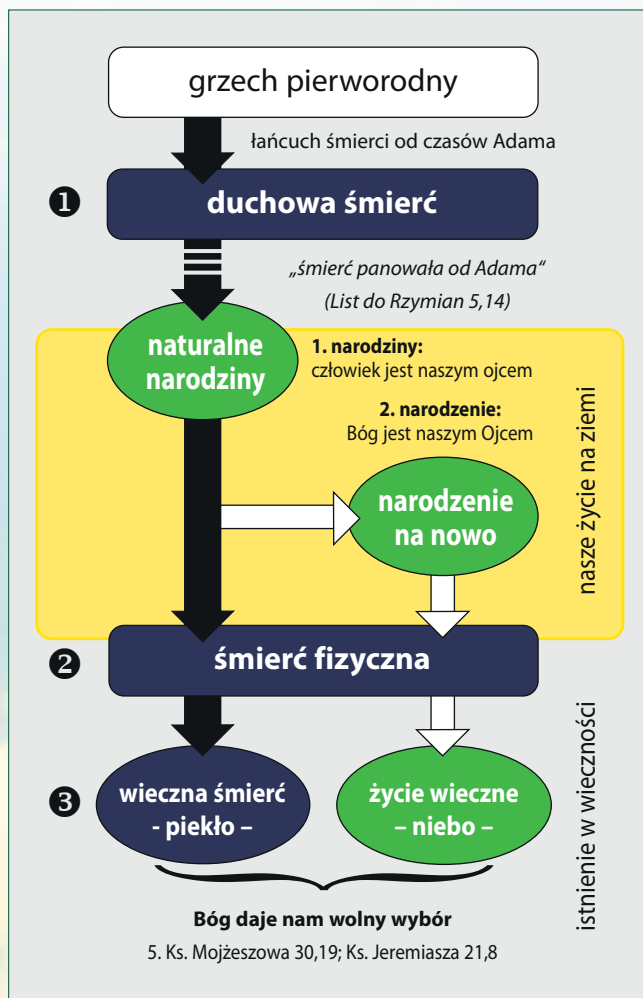 grzech pierworodny
łańcuch śmierci od czasów Adama
❶ duchowa śmierć
„śmierć panowała od Adama“
(List do Rzymian 5,14)
naturalne
narodziny
1. narodziny:
człowiek jest naszym ojcem
2. narodzenie:
Bóg jest naszym Ojcem
narodzenie
na nowo
nasze życie na ziemi
❷ śmierć fizyczna
❸ wieczna śmierć
- piekło –
życie wieczne
– niebo –
istnienie w wieczności
Bóg daje nam wolny wybór
5. Ks. Mojżeszowa 30,19; Ks. Jeremiasza 21,8